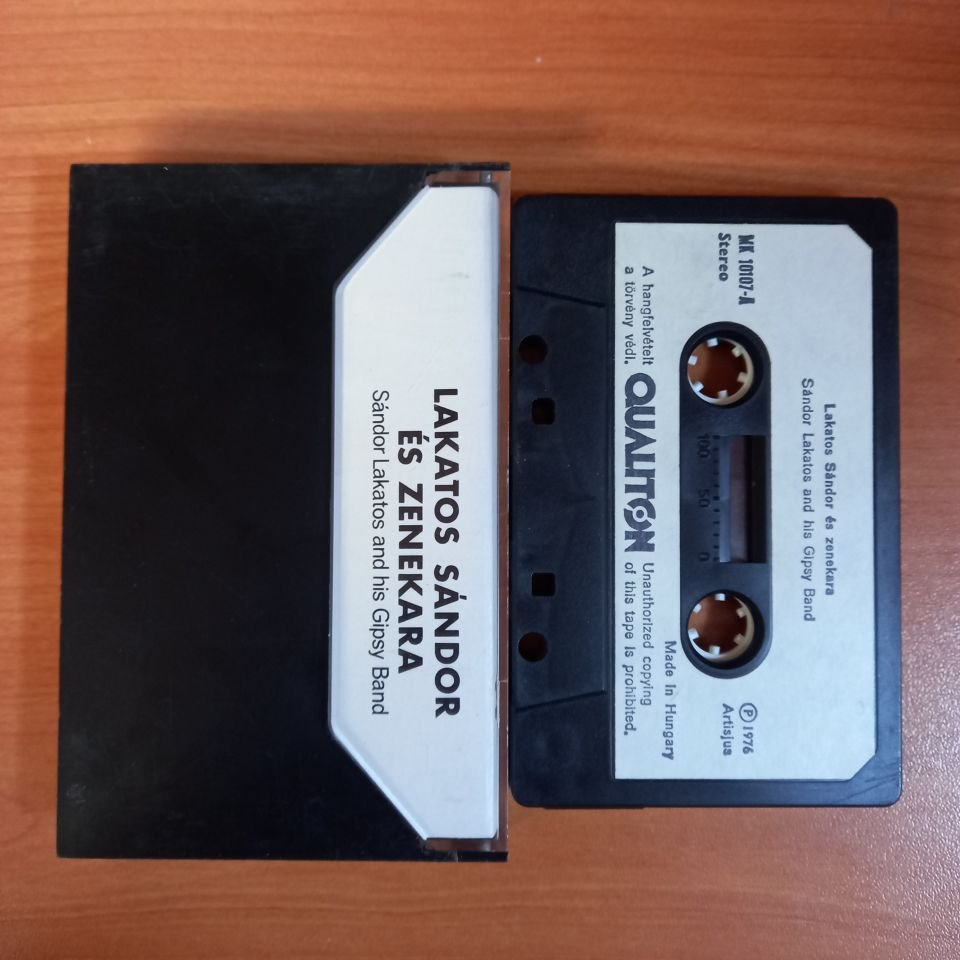 LAKATOS SÁNDOR
ÉS ZENEKARA
Sándor Lakatos and his Gipsy Band
Lakatos Sándor és zenekara
Sándor Lakatos and his Gipsy Band
MK 10107-A
Stereo
℗ 1976
Artisjus
100 50 0
Made in Hungary
A hangfelvételt
a törvény védi.
QUALITON
Unauthorized copying
of this tape is prohibited.